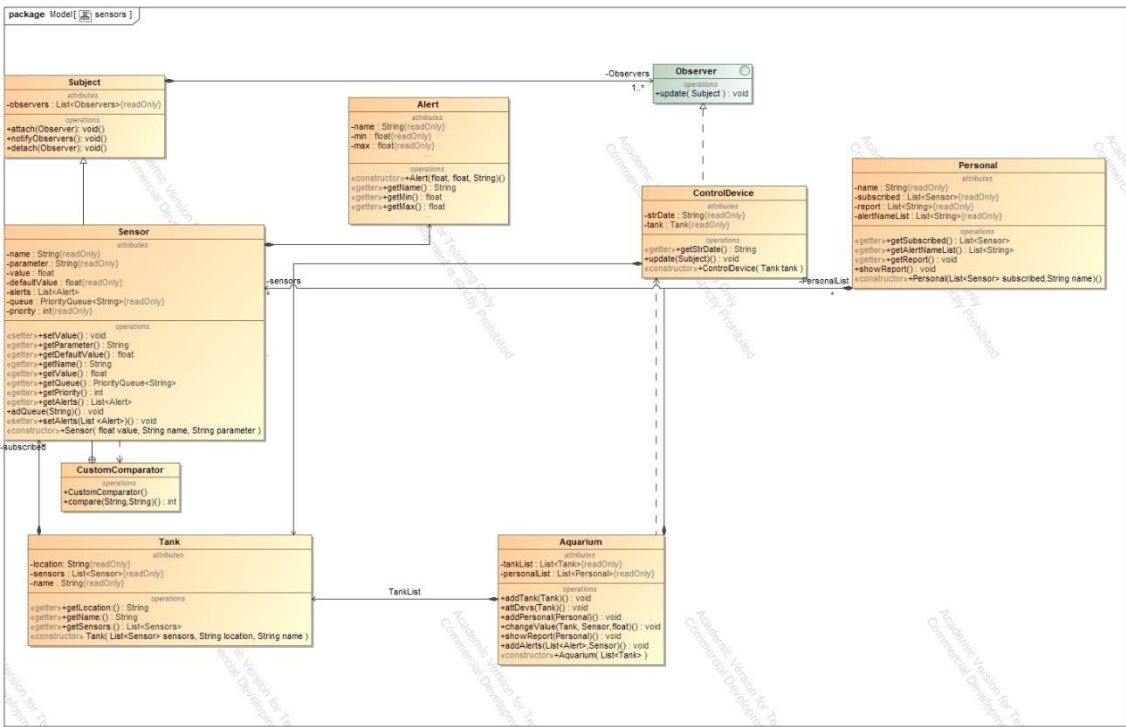 package Model[ sensors ]
Subject
attributes
-observers : List<Observers>{readOnly}
operations
+attach(Observer): void()
+notifyObservers(): void()
+detach(Observer): void()
-Observers
1..*
Observer
operations
+update( Subject ) : void
Alert
attributes
-name : String{readOnly}
-min : float{readOnly}
-max : float{readOnly}
...
operations
«constructor»+Alert(float, float, String)()
«getter»+getName() : String
«getter»+getMin() : float
«getter»+getMax() : float
...
ControlDevice
attributes
-strDate : String{readOnly}
-tank : Tank{readOnly}
operations
«getter»+getStrDate() : String
+update(Subject)() : void
«constructor»+ControlDevice( Tank tank )
Personal
attributes
-name : String{readOnly}
-subscribed : List<Sensor>{readOnly}
-report : List<String>{readOnly}
-alertNameList : List<String>{readOnly}
operations
«getter»+getSubscribed() : List<Sensor>
«getter»+getAlertNameList() : List<String>
«getter»+getReport() : void
+showReport() : void
«constructor»+Personal(List<Sensor> subscribed,String name)()
Sensor
attributes
-name : String{readOnly}
-parameter : String{readOnly}
-value : float
-defaultValue : float{readOnly}
-alerts : List<Alert>
-queue : PriorityQueue<String>{readOnly}
-priority : int{readOnly}
operations
«setter»+setValue() : void
«getter»+getParameter() : String
«getter»+getDefaultValue() : float
«getter»+getName() : String
«getter»+getValue() : float
«getter»+getQueue() : PriorityQueue<String>
«getter»+getPriority() : int
«getter»+getAlerts() : List<Alert>
+adQueue(String)() : void
«setter»+setAlerts(List <Alert>)() : void
«constructor»+Sensor( float value, String name, String parameter )
-sensors
*
-PersonalList
*
-subscribed
*
CustomComparator
operations
+CustomComparator()
+compare(String,String)() : int
Tank
attributes
-location: String{readOnly}
-sensors : List<Sensor>{readOnly}
-name : String{readOnly}
operations
«getter»+getLocation:() : String
«getter»+getName:() : String
«getter»+getSensors:() : List<Sensors>
«constructor» Tank( List<Sensor> sensors, String location, String name )
TankList
Aquarium
attributes
-tankList : List<Tank>{readOnly}
-personalList : List<Personal>{readOnly}
operations
+addTank(Tank)() : void
+attDevs(Tank)() : void
+addPersonal(Personal)() : void
+changeValue(Tank, Sensor,float)() : void
+showReport(Personal)() : void
+addAlerts(List<Alert>,Sensor)() : void
«constructor»+Aquarium( List<Tank> )
Academic Version for Teaching Only
Commercial Development is strictly Prohibited